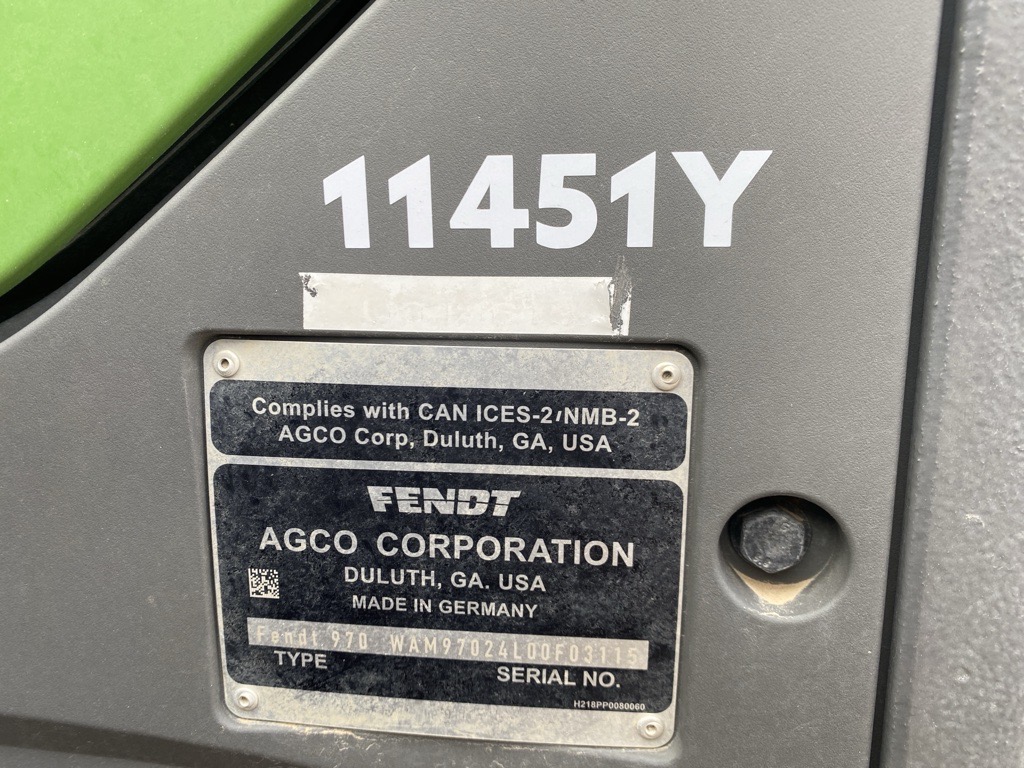 11451Y
Complies with CAN ICES-2/NMB-2
AGCO Corp, Duluth, GA, USA
FENDT
AGCO CORPORATION
DULUTH, GA. USA
MADE IN GERMANY
Fendt 970 WAM97024L00F03115
TYPE
SERIAL NO.
H218PP0080060